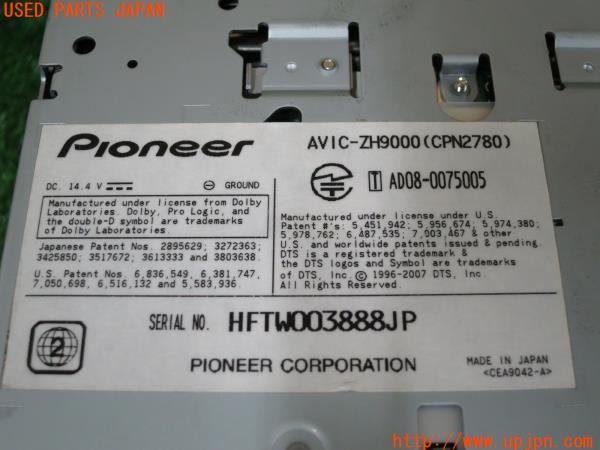 USED PARTS JAPAN
Pioneer
AVIC-ZH9000(CPN2780)
DC. 14.4 V
GROUND
T AD08-0075005
Manufactured under license from Dolby
Laboratories. Dolby, Pro Logic, and
the double-D symbol are trademarks
of Dolby Laboratories.
Japanese Patent Nos. 2895629; 3272363;
3425850; 3517672; 3613333 and 3803638.
U.S. Patent Nos. 6,836,549; 6,381,747;
7,050,698, 6,516,132 and 5,583,936.
Manufactured under license under U.S.
Patent #'s: 5,451,942; 5,956,674; 5,974,380;
5,978,762; 6,487,535; 7,003,467 & other
U.S. and worldwide patents issued & pending.
DTS is a registered trademark &
the DTS logos and Symbol are trademarks
of DTS, Inc. (c)1996-2007 DTS, Inc.
All Rights Reserved.
2
SERIAL NO. HFTW003888JP
PIONEER CORPORATION
MADE IN JAPAN
<CEA9042-A>
http://www.upjpn.com/